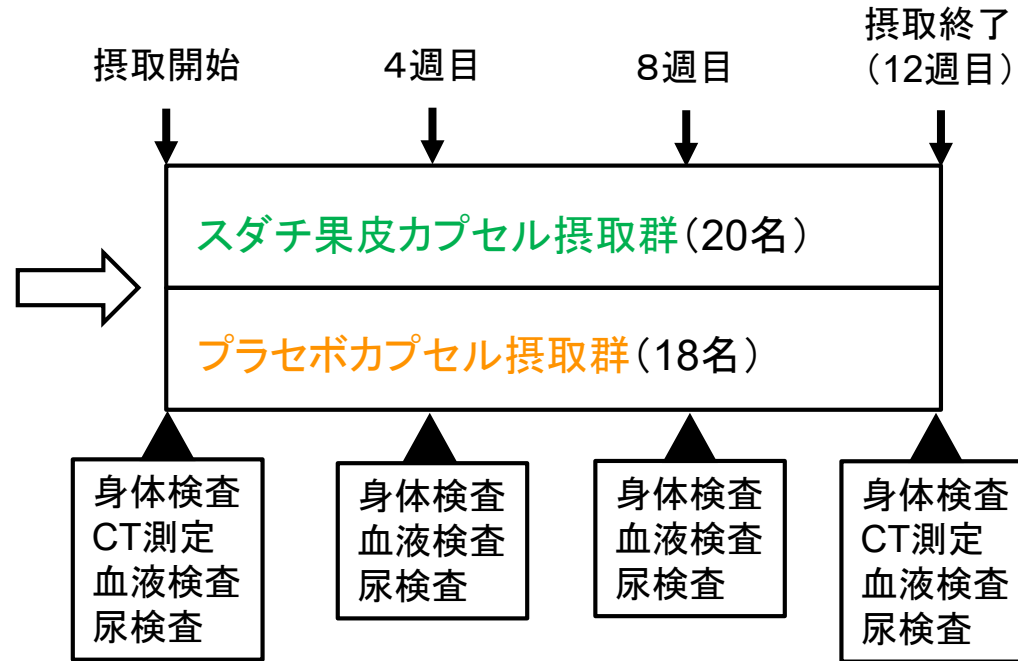 摂取開始
４週目
８週目
摂取終了
（12週目）
スダチ果皮カプセル摂取群（20名）
プラセボカプセル摂取群（18名）
身体検査
CT測定
血液検査
尿検査
身体検査
血液検査
尿検査
身体検査
血液検査
尿検査
身体検査
CT測定
血液検査
尿検査